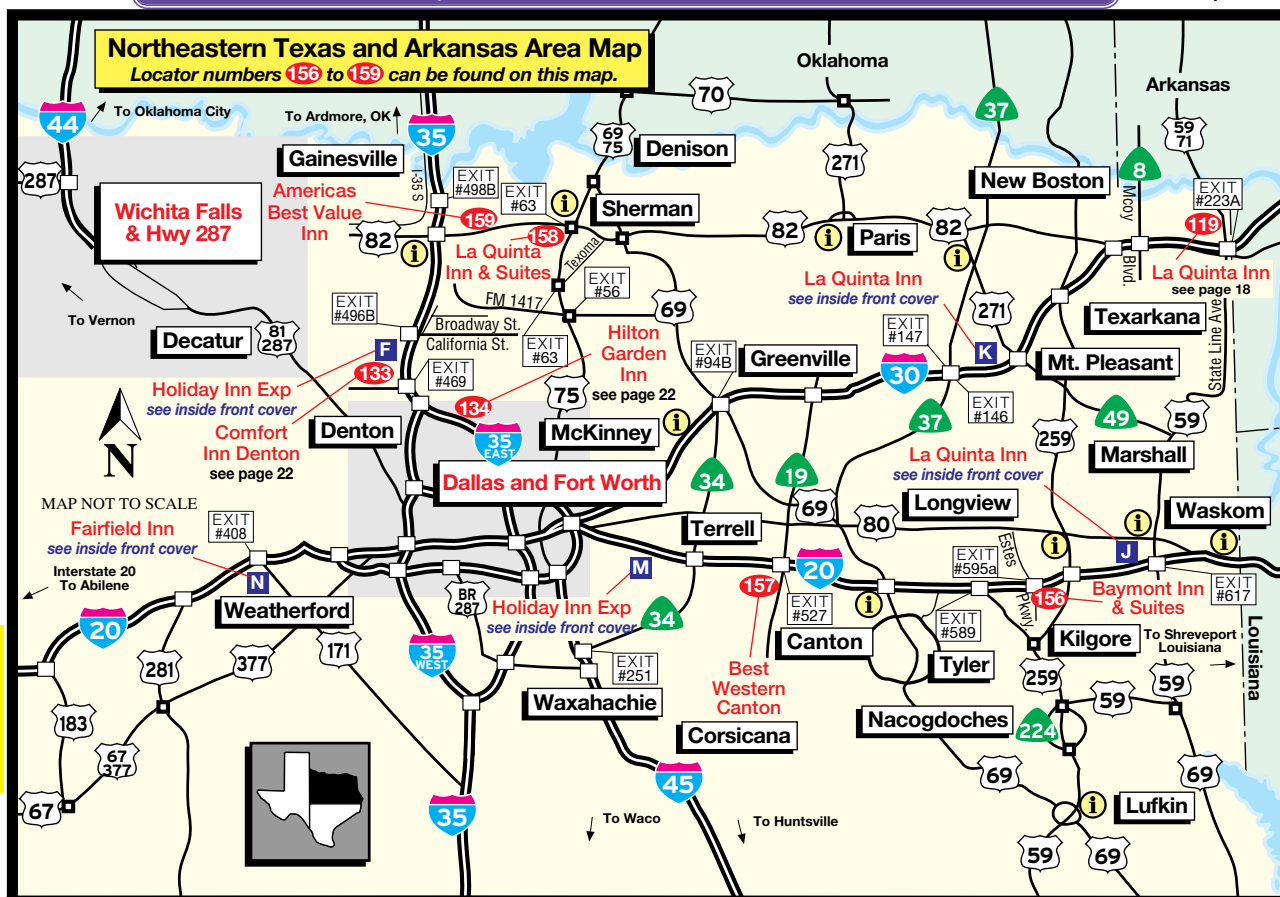 Northeastern Texas and Arkansas Area Map
Locator numbers 156 to 159 can be found on this map.
Oklahoma
Arkansas
44
To Oklahoma City
To Ardmore, OK
35
70
37
59
71
69
75
Denison
271
8
Mccoy
Blvd.
Gainesville
I-35 S
EXIT
#498B
EXIT
#63
New Boston
EXIT
#223A
287
Americas
Best Value
Inn
159
i
Sherman
Wichita Falls
& Hwy 287
82
i
158
La Quinta
Inn & Suites
Texoma
82
i
Paris
82
i
119
La Quinta Inn
see page 18
La Quinta Inn
see inside front cover
To Vernon
EXIT
#496B
FM 1417
EXIT
#56
69
271
Texarkana
State Line Ave
81
287
Decatur
Broadway St.
California St.
EXIT
#63
Hilton
Garden
Inn
see page 22
EXIT
#147
K
F
133
EXIT
#469
EXIT
#94B
Greenville
30
Mt. Pleasant
Holiday Inn Exp
see inside front cover
Comfort
Inn Denton
see page 22
134
75
EXIT
#146
N
Denton
35
EAST
McKinney
i
37
259
49
59
Marshall
La Quinta Inn
see inside front cover
Dallas and Fort Worth
34
19
69
MAP NOT TO SCALE
Fairfield Inn
see inside front cover
EXIT
#408
Terrell
80
Longview
i
Waskom
i
i
Interstate 20
To Abilene
N
M
20
EXIT
#595a
Estes
Pkwy
J
Weatherford
BR
287
Holiday Inn Exp
see inside front cover
157
i
156
Baymont Inn
& Suites
EXIT
#617
20
34
EXIT
#527
EXIT
#589
Kilgore
To Shreveport
Louisiana
Louisiana
281
377
171
35
WEST
EXIT
#251
Best
Western
Canton
Canton
Tyler
259
59
59
183
Waxahachie
Corsicana
Nacogdoches
224
67
377
45
69
69
67
35
To Waco
To Huntsville
i
Lufkin
59
69